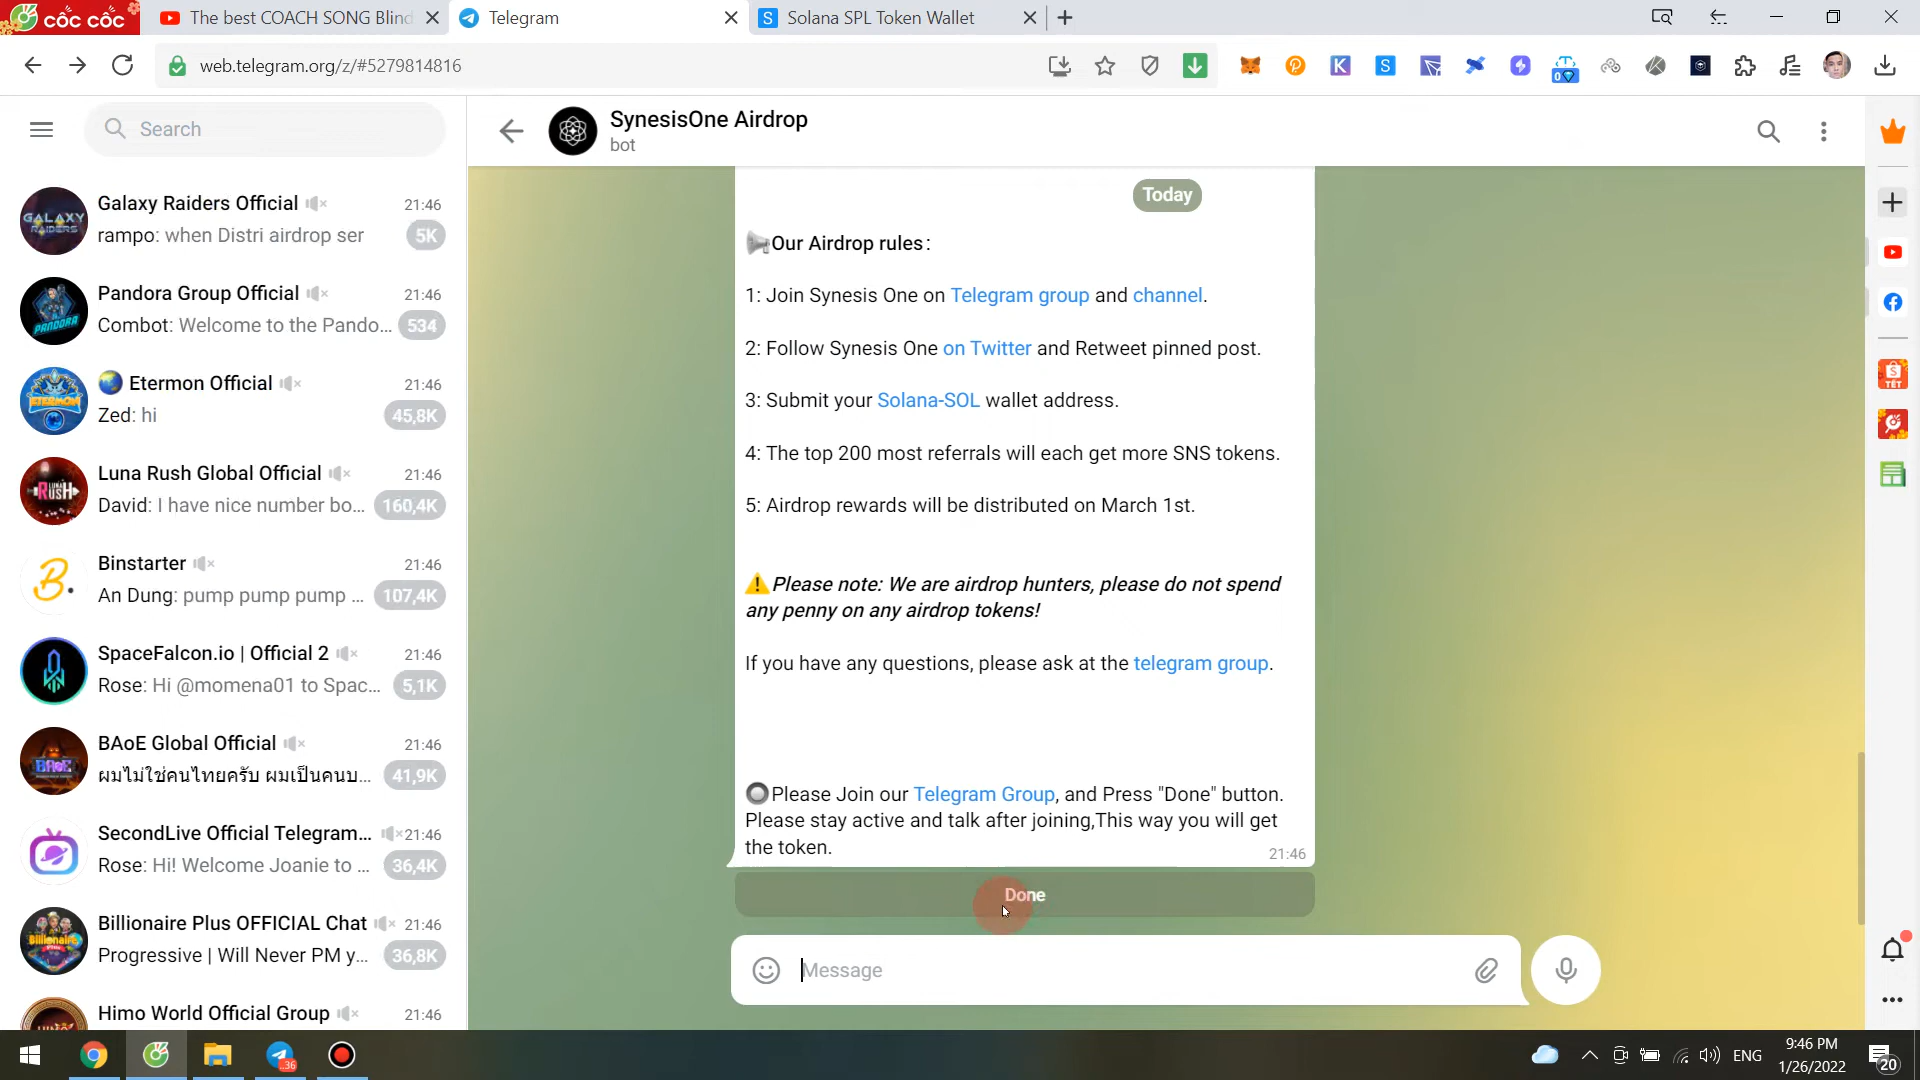 cốc cốc
The best COACH SONG Blind
Telegram
Solana SPL Token Wallet
web.telegram.org/z/#5279814816
Search
SynesisOne Airdrop
bot
Galaxy Raiders Official
21:46
rampo: when Distri airdrop ser
5K
Pandora Group Official
21:46
Combot: Welcome to the Pando...
534
Etermon Official
21:46
Zed: hi
45,8K
Luna Rush Global Official
21:46
David: I have nice number bo...
160,4K
Binstarter
21:46
An Dung: pump pump pump ...
107,4K
SpaceFalcon.io | Official 2
21:46
Rose: Hi @momena01 to Spac...
5,1K
BAoE Global Official
21:46
ผมไม่ใช่คนไทยครับ ผมเป็นคนบ...
41,9K
SecondLive Official Telegram...
21:46
Rose: Hi! Welcome Joanie to ...
36,4K
Billionaire Plus OFFICIAL Chat
21:46
Progressive | Will Never PM y...
36,8K
Himo World Official Group
21:46
Today
Our Airdrop rules:
1: Join Synesis One on Telegram group and channel.
2: Follow Synesis One on Twitter and Retweet pinned post.
3: Submit your Solana-SOL wallet address.
4: The top 200 most referrals will each get more SNS tokens.
5: Airdrop rewards will be distributed on March 1st.
Please note: We are airdrop hunters, please do not spend
any penny on any airdrop tokens!
If you have any questions, please ask at the telegram group.
Please Join our Telegram Group, and Press "Done" button.
Please stay active and talk after joining,This way you will get
the token.
21:46
Done
Message
ENG
9:46 PM
1/26/2022
20